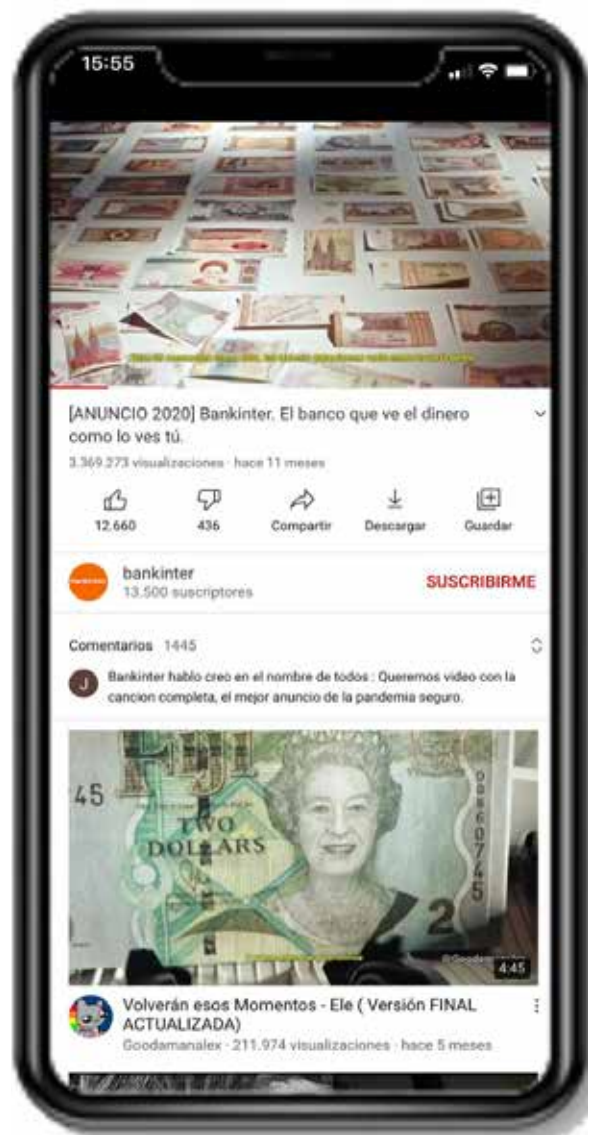 15:55
[ANUNCIO 2020] Bankinter. El banco que ve el dinero
como lo ves tú.
3.369.273 visualizaciones · hace 11 meses
12.660
436
Compartir
Descargar
Guardar
bankinter
13.500 suscriptores
SUSCRIBIRME
Comentarios 1445
J
Bankinter hablo creo en el nombre de todos : Queremos video con la
cancion completa, el mejor anuncio de la pandemia seguro.
FIJI
45
TWO
DOLLARS
2
4:45
Volverán esos Momentos - Ele ( Versión FINAL
ACTUALIZADA)
Goodamanalex · 211.974 visualizaciones · hace 5 meses